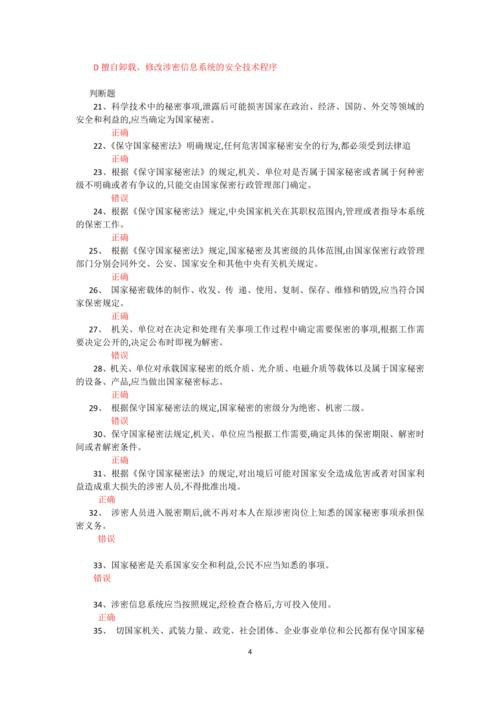 D 擅自卸载、修改涉密信息系统的安全技术程序
判断题
21、科学技术中的秘密事项,泄露后可能损害国家在政治、经济、国防、外交等领域的
安全和利益的,应当确定为国家秘密。
正确
22、《保守国家秘密法》明确规定,任何危害国家秘密安全的行为,都必须受到法律追
正确
23、根据《保守国家秘密法》的规定,机关、单位对是否属于国家秘密或者属于何种密
级不明确或者有争议的,只能交由国家保密行政管理部门确定。
错误
24、根据《保守国家秘密法》规定,中央国家机关在其职权范围内,管理或者指导本系统
的保密工作。
正确
25、 根据《保守国家秘密法》规定,国家秘密及其密级的具体范围,由国家保密行政管理
部门分别会同外交、公安、国家安全和其他中央有关机关规定。
正确
26、 国家秘密载体的制作、收发、传 递、使用、复制、保存、维修和销毁,应当符合国
家保密规定。
正确
27、 机关、单位对在决定和处理有关事项工作过程中确定需要保密的事项,根据工作需
要决定公开的,决定公布时即视为解密。
错误
28、机关、单位对承载国家秘密的纸介质、光介质、电磁介质等载体以及属于国家秘密
的设备、产品,应当做出国家秘密标志。
正确
29、 根据保守国家秘密法的规定,国家秘密的密级分为绝密、机密二级。
错误
30、保守国家秘密法规定,机关、单位应当根据工作需要,确定具体的保密期限、解密时
间或者解密条件。
正确
31、根据《保守国家秘密法》的规定,对出境后可能对国家安全造成危害或者对国家利
益造成重大损失的涉密人员,不得批准出境。
正确
32、 涉密人员进入脱密期后,就不再对本人在原涉密岗位上知悉的国家秘密事项承担保
密义务。
错误
33、国家秘密是关系国家安全和利益,公民不应当知悉的事项。
错误
34、涉密信息系统应当按照规定,经检查合格后,方可投入使用。
正确
35、 切国家机关、武装力量、政党、社会团体、企业事业单位和公民都有保守国家秘
4